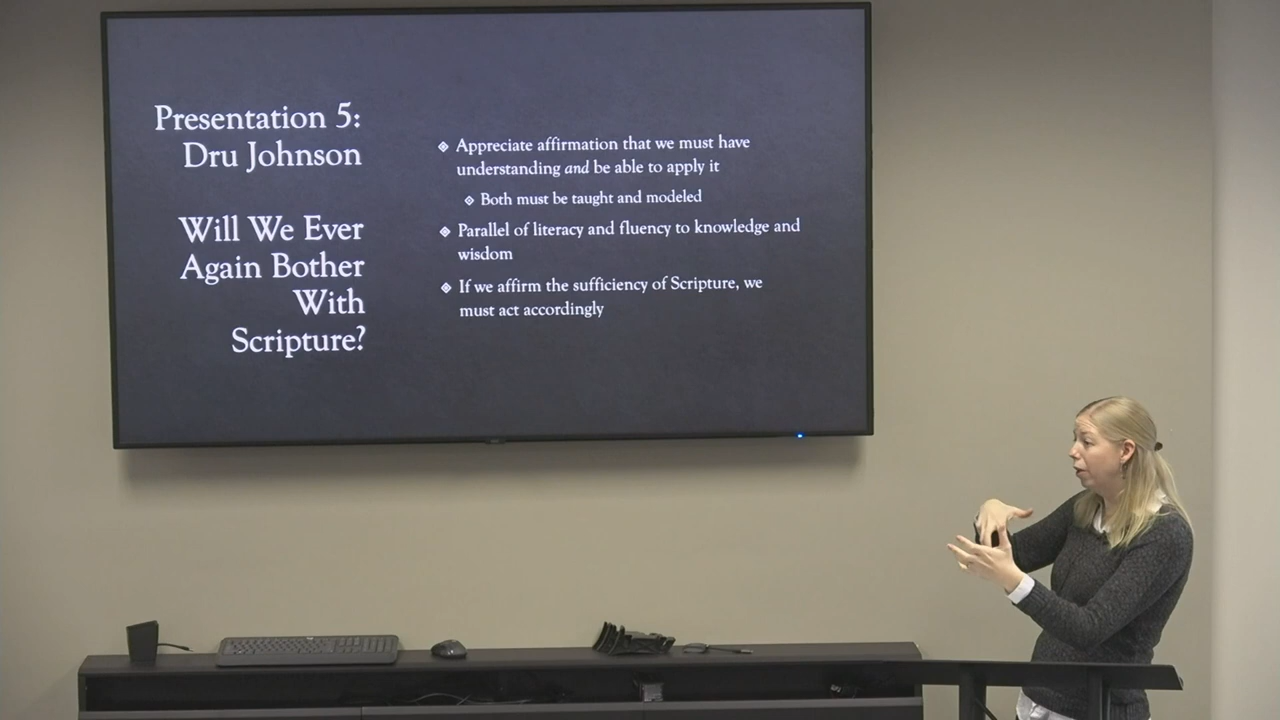 Presentation 5:
Dru Johnson
Will We Ever
Again Bother
With
Scripture?
Appreciate affirmation that we must have
understanding and be able to apply it
Both must be taught and modeled
Parallel of literacy and fluency to knowledge and
wisdom
If we affirm the sufficiency of Scripture, we
must act accordingly